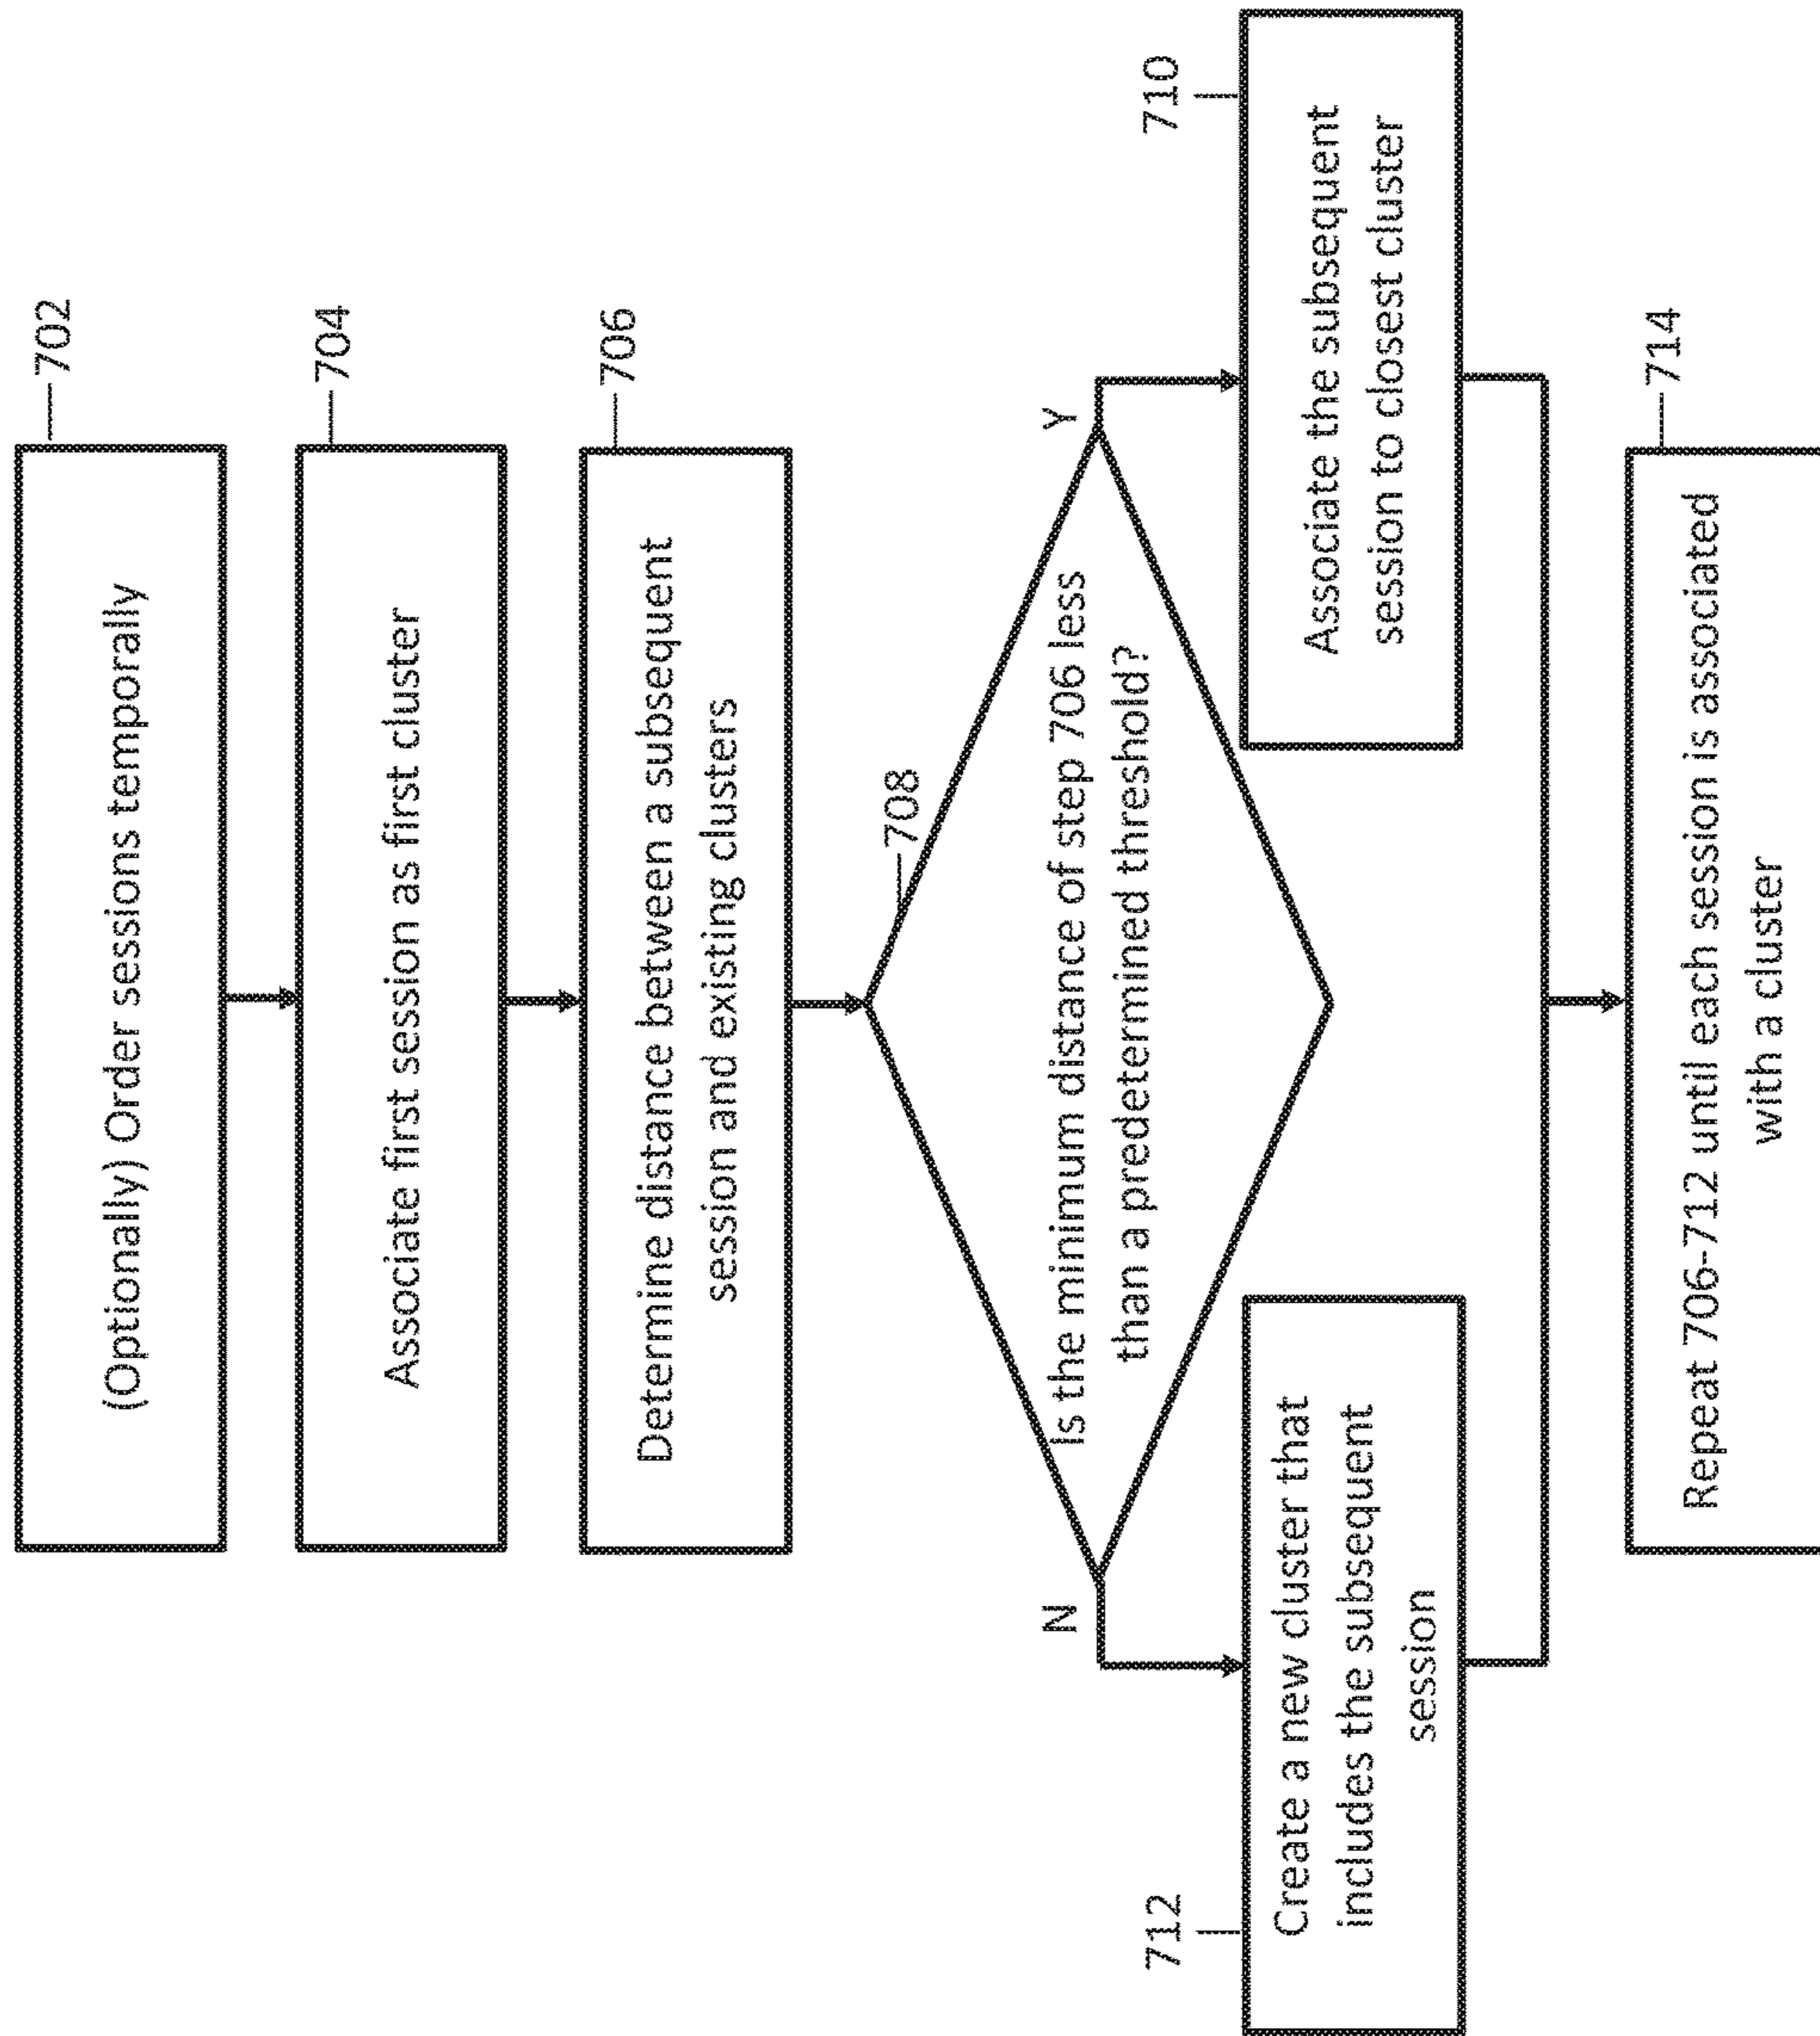 702
(Optionally) Order sessions temporally
704
Associate first session as first cluster
706
Determine distance between a subsequent
session and existing clusters
708
Is the minimum distance of step 706 less
than a predetermined threshold?
N
Y
712
Create a new cluster that
includes the subsequent
session
710
Associate the subsequent
session to closest cluster
714
Repeat 706-712 until each session is associated
with a cluster